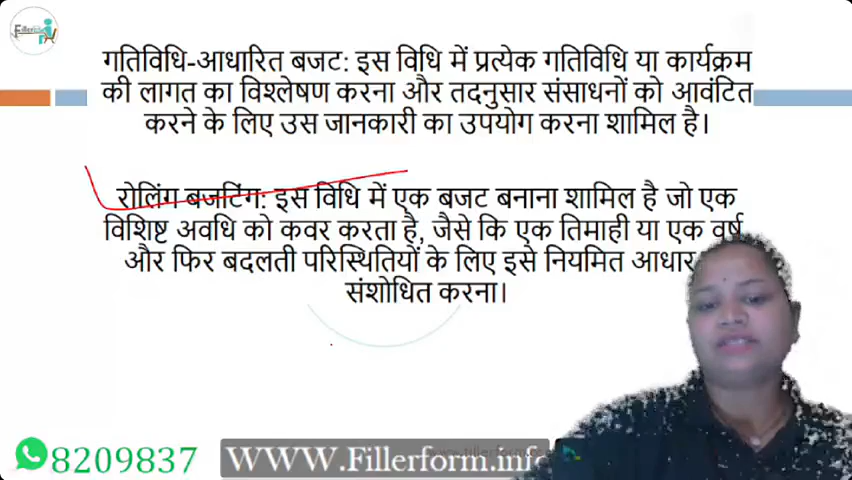 Fillerform
गतिविधि-आधारित बजट: इस विधि में प्रत्येक गतिविधि या कार्यक्रम
की लागत का विश्लेषण करना और तदनुसार संसाधनों को आवंटित
करने के लिए उस जानकारी का उपयोग करना शामिल है।
रोलिंग बजटिंग: इस विधि में एक बजट बनाना शामिल है जो एक
विशिष्ट अवधि को कवर करता है, जैसे कि एक तिमाही या एक वर्ष,
और फिर बदलती परिस्थितियों के लिए इसे नियमित आधार
संशोधित करना।
8209837
WWW.Fillerform.info